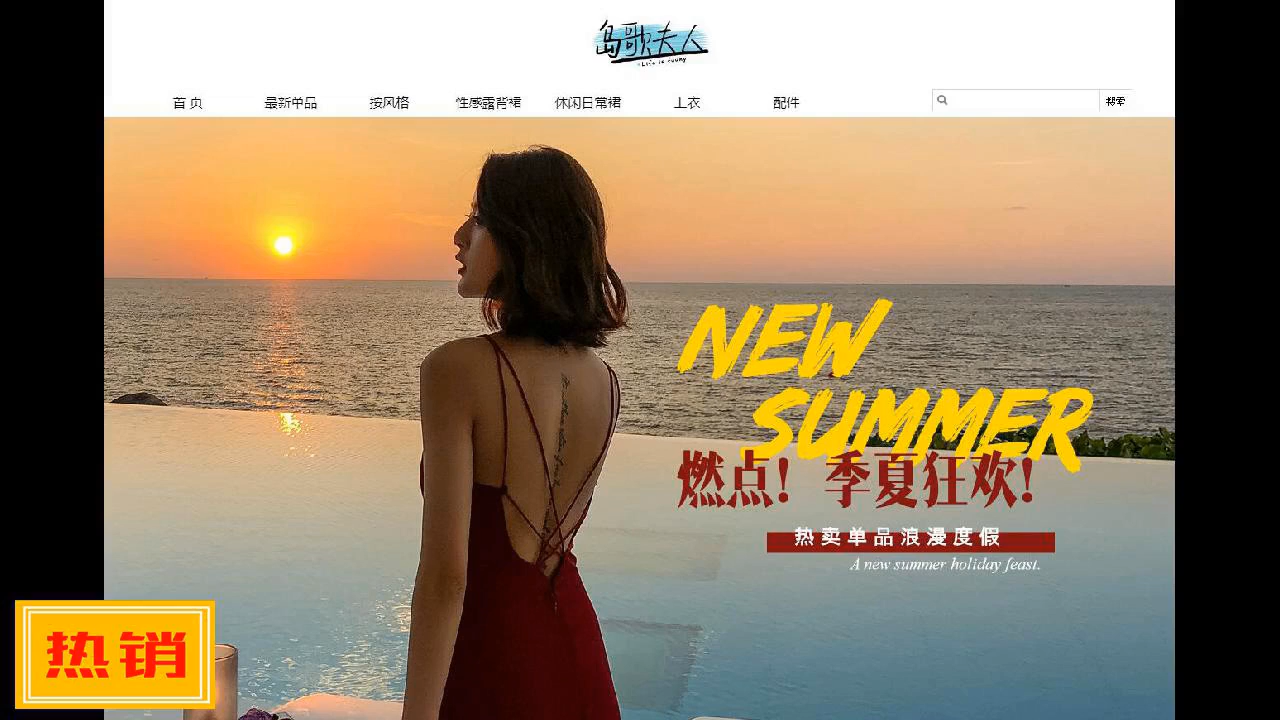 岛歌夫人
首页 最新单品 按风格 性感露背裙 休闲日常裙 上衣 配件 搜索
NEW
SUMMER
燃点！季夏狂欢！
热卖单品浪漫度假
A new summer holiday feast.
热销